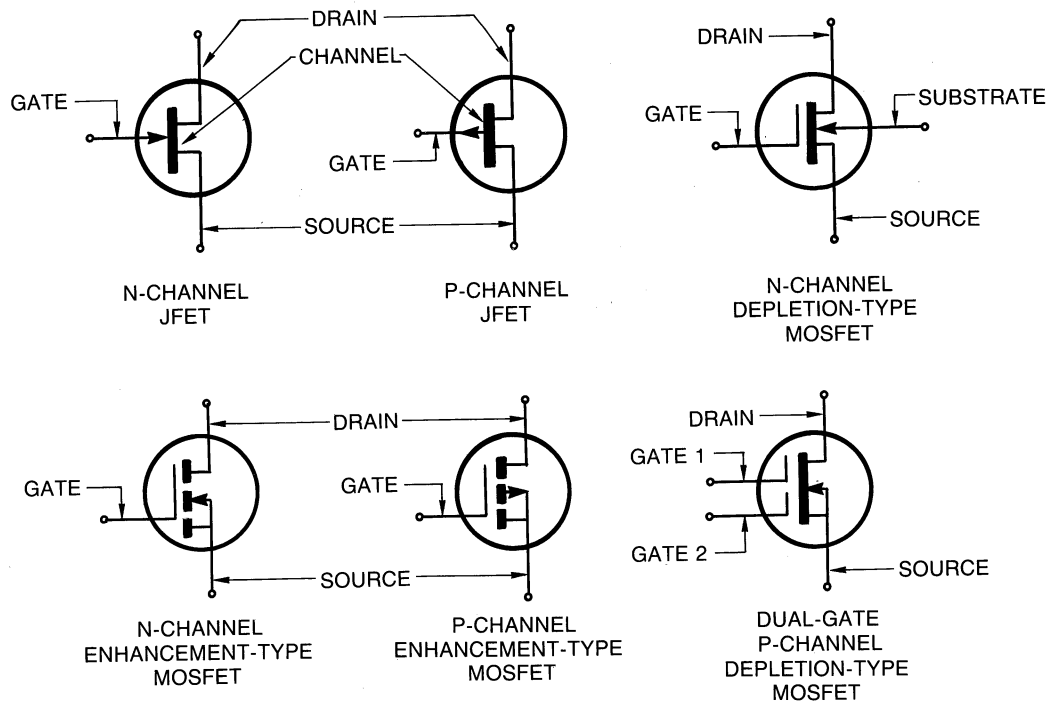 DRAIN
CHANNEL
GATE
GATE
SOURCE
N-CHANNEL
JFET
P-CHANNEL
JFET
DRAIN
GATE
SUBSTRATE
SOURCE
N-CHANNEL
DEPLETION-TYPE
MOSFET
DRAIN
GATE
GATE
SOURCE
N-CHANNEL
ENHANCEMENT-TYPE
MOSFET
P-CHANNEL
ENHANCEMENT-TYPE
MOSFET
DRAIN
GATE 1
GATE 2
SOURCE
DUAL-GATE
P-CHANNEL
DEPLETION-TYPE
MOSFET